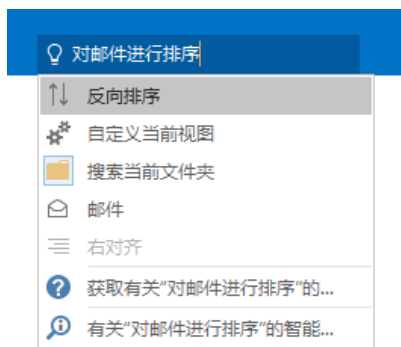 对邮件进行排序
反向排序
自定义当前视图
搜索当前文件夹
邮件
右对齐
获取有关“对邮件进行排序”的...
有关“对邮件进行排序”的智能...